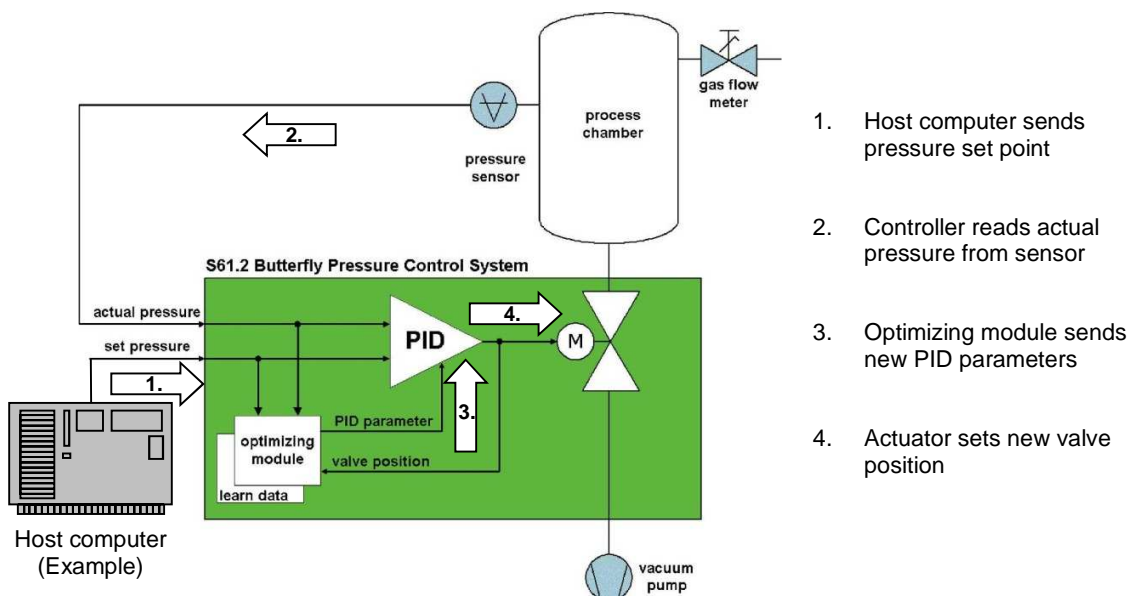 gas flow
meter
process
chamber
2.
pressure
sensor
S61.2 Butterfly Pressure Control System
actual pressure
4.
PID
M
set pressure
1.
3.
PID parameter
optimizing
module
valve position
learn data
Host computer
(Example)
vacuum
pump
1. Host computer sends
pressure set point
2. Controller reads actual
pressure from sensor
3. Optimizing module sends
new PID parameters
4. Actuator sets new valve
position